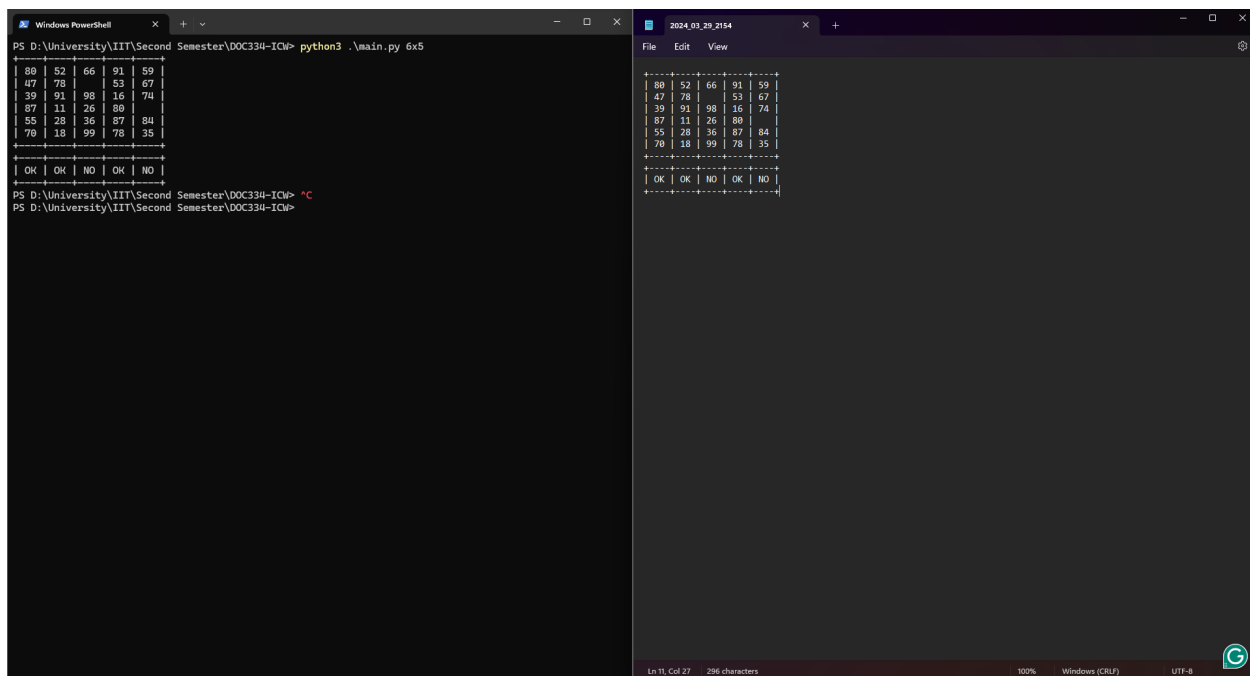 Windows PowerShell
PS D:\University\IIT\Second Semester\DOC334-ICW> python3 .\main.py 6x5
+----+----+----+----+----+
| 80 | 52 | 66 | 91 | 59 |
| 47 | 78 |    | 53 | 67 |
| 39 | 91 | 98 | 16 | 74 |
| 87 | 11 | 26 | 80 |    |
| 55 | 28 | 36 | 87 | 84 |
| 70 | 18 | 99 | 78 | 35 |
+----+----+----+----+----+
+----+----+----+----+----+
| OK | OK | NO | OK | NO |
+----+----+----+----+----+
PS D:\University\IIT\Second Semester\DOC334-ICW> ^C
PS D:\University\IIT\Second Semester\DOC334-ICW>
2024_03_29_2154
File Edit View
+----+----+----+----+----+
| 80 | 52 | 66 | 91 | 59 |
| 47 | 78 |    | 53 | 67 |
| 39 | 91 | 98 | 16 | 74 |
| 87 | 11 | 26 | 80 |    |
| 55 | 28 | 36 | 87 | 84 |
| 70 | 18 | 99 | 78 | 35 |
+----+----+----+----+----+
+----+----+----+----+----+
| OK | OK | NO | OK | NO |
+----+----+----+----+----+
Ln 11, Col 27 296 characters 100% Windows (CRLF) UTF-8